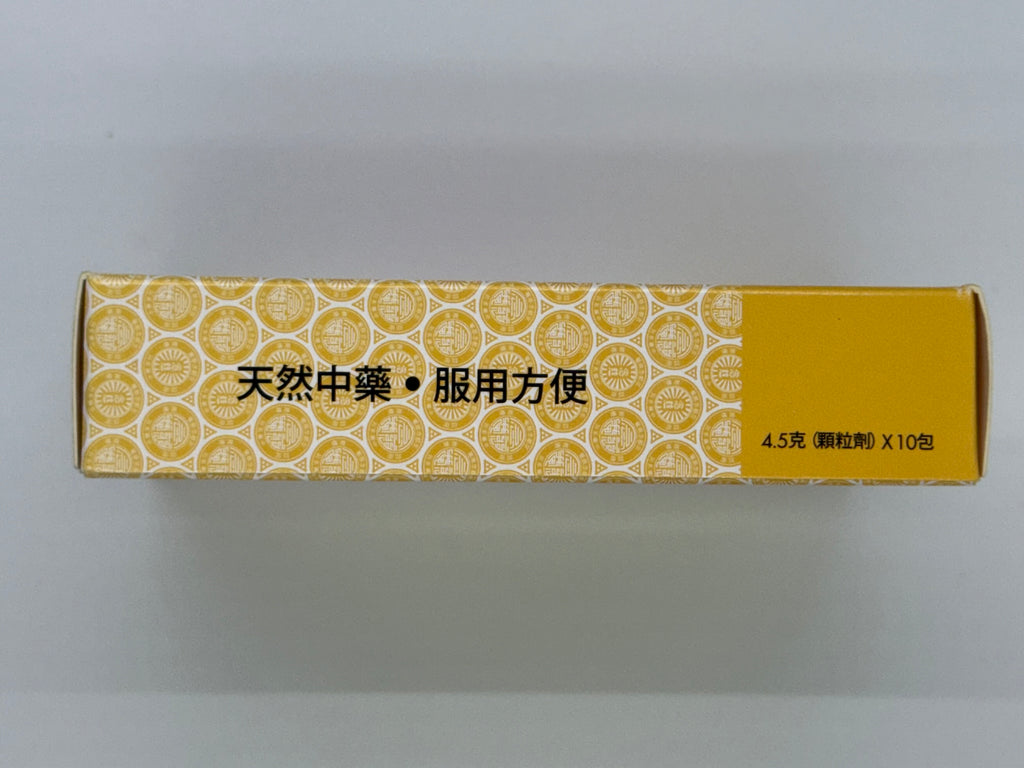 天然中藥•服用方便
4.5克 (顆粒劑) X10包